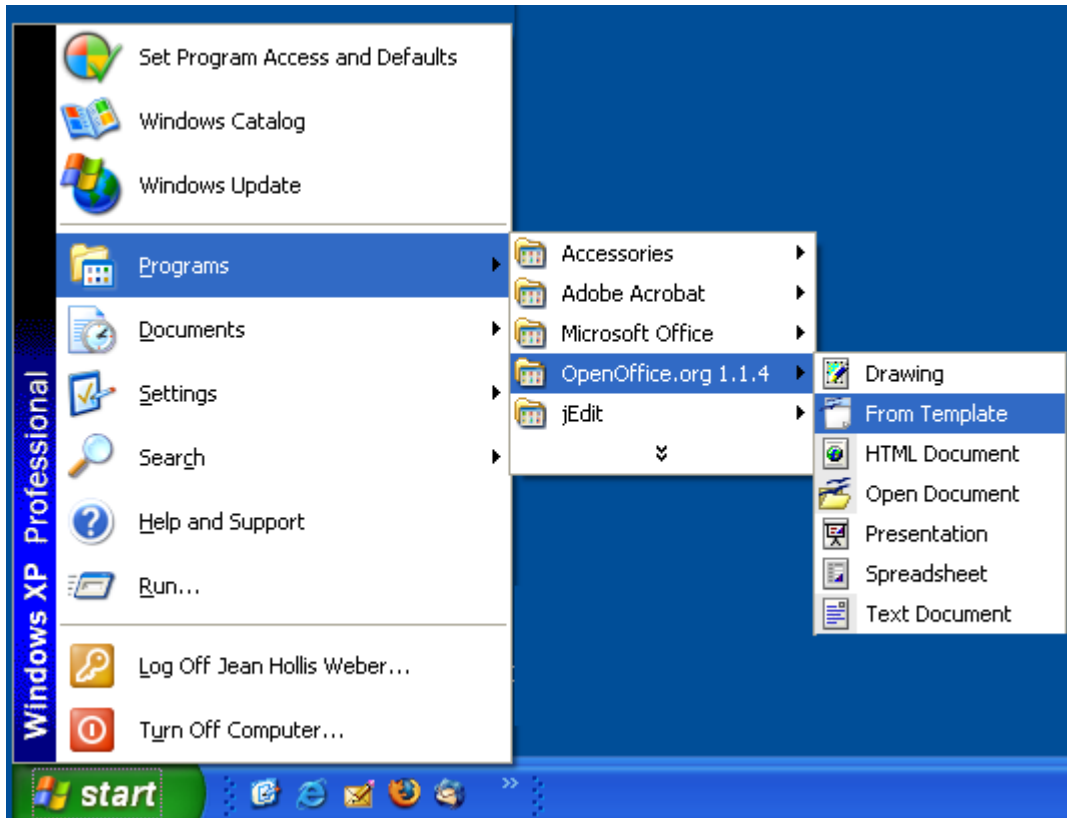 Set Program Access and Defaults
Windows Catalog
Windows Update
Programs
Documents
Settings
Search
Help and Support
Run...
Log Off Jean Hollis Weber...
Turn Off Computer...
Windows XP Professional
Accessories
Adobe Acrobat
Microsoft Office
OpenOffice.org 1.1.4
jEdit
Drawing
From Template
HTML Document
Open Document
Presentation
Spreadsheet
Text Document
start